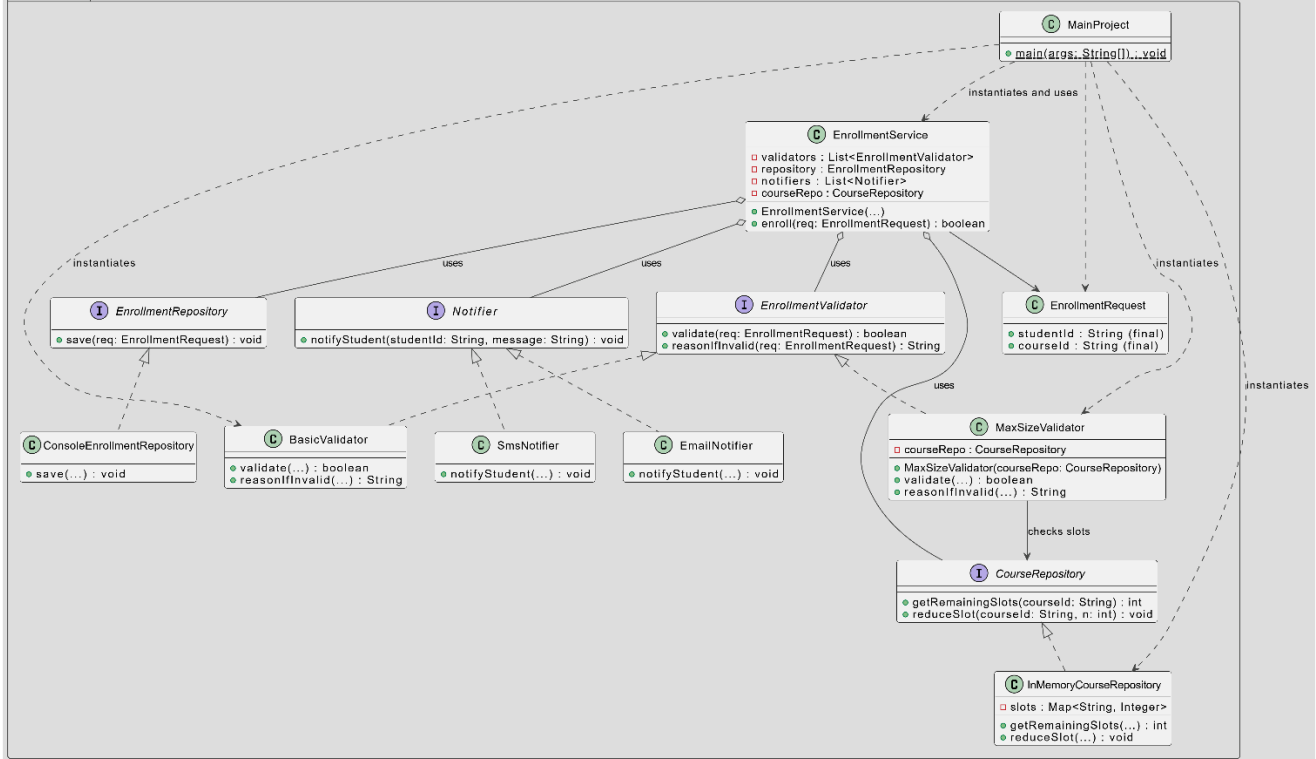 C MainProject
main(args: String[]) : void
instantiates and uses
C EnrollmentService
validators : List<EnrollmentValidator>
repository : EnrollmentRepository
notifiers : List<Notifier>
courseRepo : CourseRepository
EnrollmentService(...)
enroll(req: EnrollmentRequest) : boolean
instantiates
uses
uses
uses
instantiates
I EnrollmentRepository
save(req: EnrollmentRequest) : void
I Notifier
notifyStudent(studentId: String, message: String) : void
I EnrollmentValidator
validate(req: EnrollmentRequest) : boolean
reasonIfInvalid(req: EnrollmentRequest) : String
C EnrollmentRequest
studentId : String (final)
courseId : String (final)
uses
instantiates
C ConsoleEnrollmentRepository
save(...) : void
C BasicValidator
validate(...) : boolean
reasonIfInvalid(...) : String
C SmsNotifier
notifyStudent(...) : void
C EmailNotifier
notifyStudent(...) : void
C MaxSizeValidator
courseRepo : CourseRepository
MaxSizeValidator(courseRepo: CourseRepository)
validate(...) : boolean
reasonIfInvalid(...) : String
checks slots
I CourseRepository
getRemainingSlots(courseId: String) : int
reduceSlot(courseId: String, n: int) : void
C InMemoryCourseRepository
slots : Map<String, Integer>
getRemainingSlots(...) : int
reduceSlot(...) : void